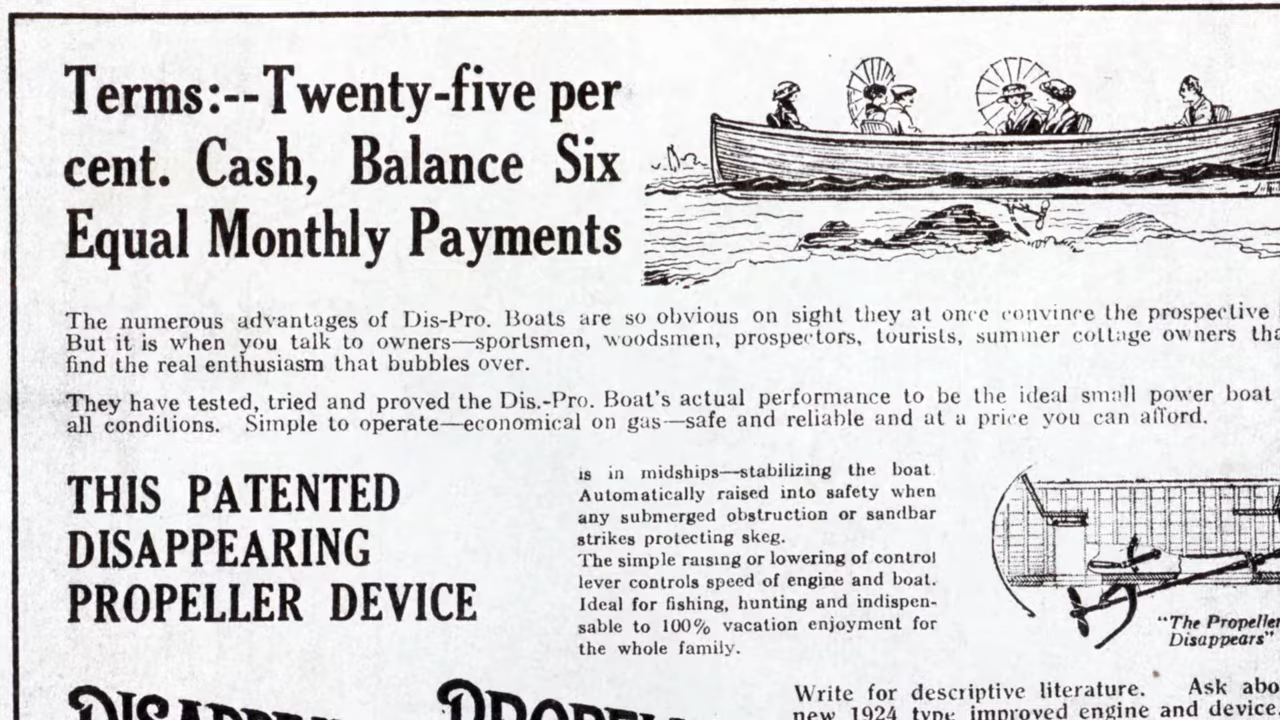 Terms:--Twenty-five per
cent. Cash, Balance Six
Equal Monthly Payments
The numerous advantages of Dis-Pro. Boats are so obvious on sight they at once convince the prospective
But it is when you talk to owners—sportsmen, woodsmen, prospectors, tourists, summer cottage owners
find the real enthusiasm that bubbles over.
They have tested, tried and proved the Dis.-Pro. Boat's actual performance to be the ideal small power boat
all conditions. Simple to operate—economical on gas—safe and reliable and at a price you can afford.
THIS PATENTED
DISAPPEARING
PROPELLER DEVICE
is in midships—stabilizing the boat
Automatically raised into safety when
any submerged obstruction or sandbar
strikes protecting skeg.
The simple raising or lowering of control
lever controls speed of engine and boat.
Ideal for fishing, hunting and indispen-
sable to 100% vacation enjoyment for
the whole family.
"The Propeller
Disappears"
Write for descriptive literature. Ask
new 1924 type improved engine and device.